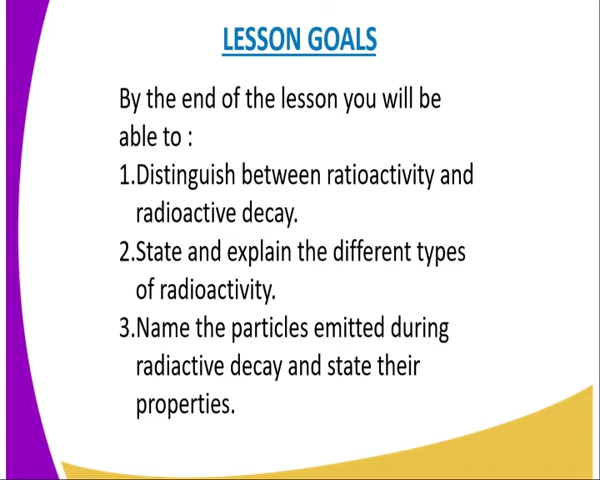 LESSON GOALS
By the end of the lesson you will be
able to :
1.Distinguish between ratioactivity and
radioactive decay.
2.State and explain the different types
of radioactivity.
3.Name the particles emitted during
radiactive decay and state their
properties.